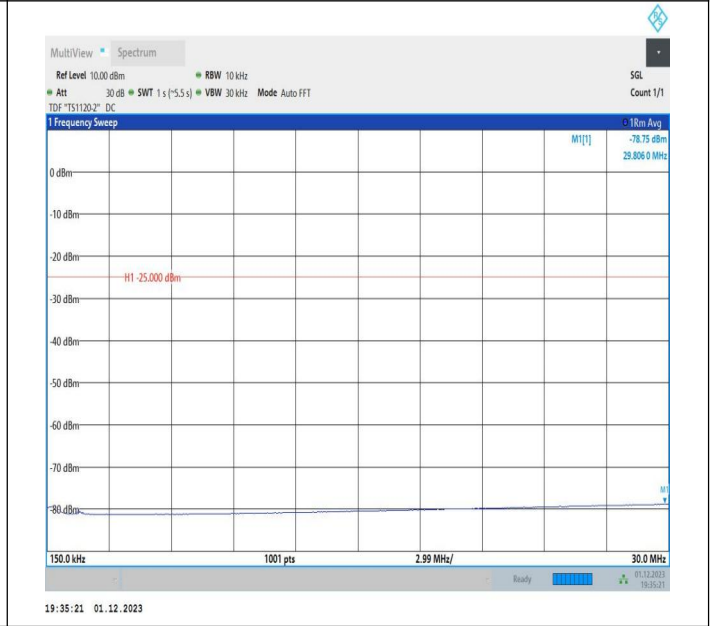 R S
MultiView Spectrum
Ref Level 10.00 dBm RBW 10 kHz SGL
Att 30 dB SWT 1 s (~5.5 s) VBW 30 kHz Mode Auto FFT Count 1/1
TDF "TS1120-2" DC
1 Frequency Sweep 1Rm Avg
M1[1] -78.75 dBm
29.806 0 MHz
0 dBm
-10 dBm
-20 dBm
H1 -25.000 dBm
-30 dBm
-40 dBm
-50 dBm
-60 dBm
-70 dBm
M1
-80 dBm
150.0 kHz 1001 pts 2.99 MHz/ 30.0 MHz
Ready 01.12.2023
19:35:21
19:35:21 01.12.2023